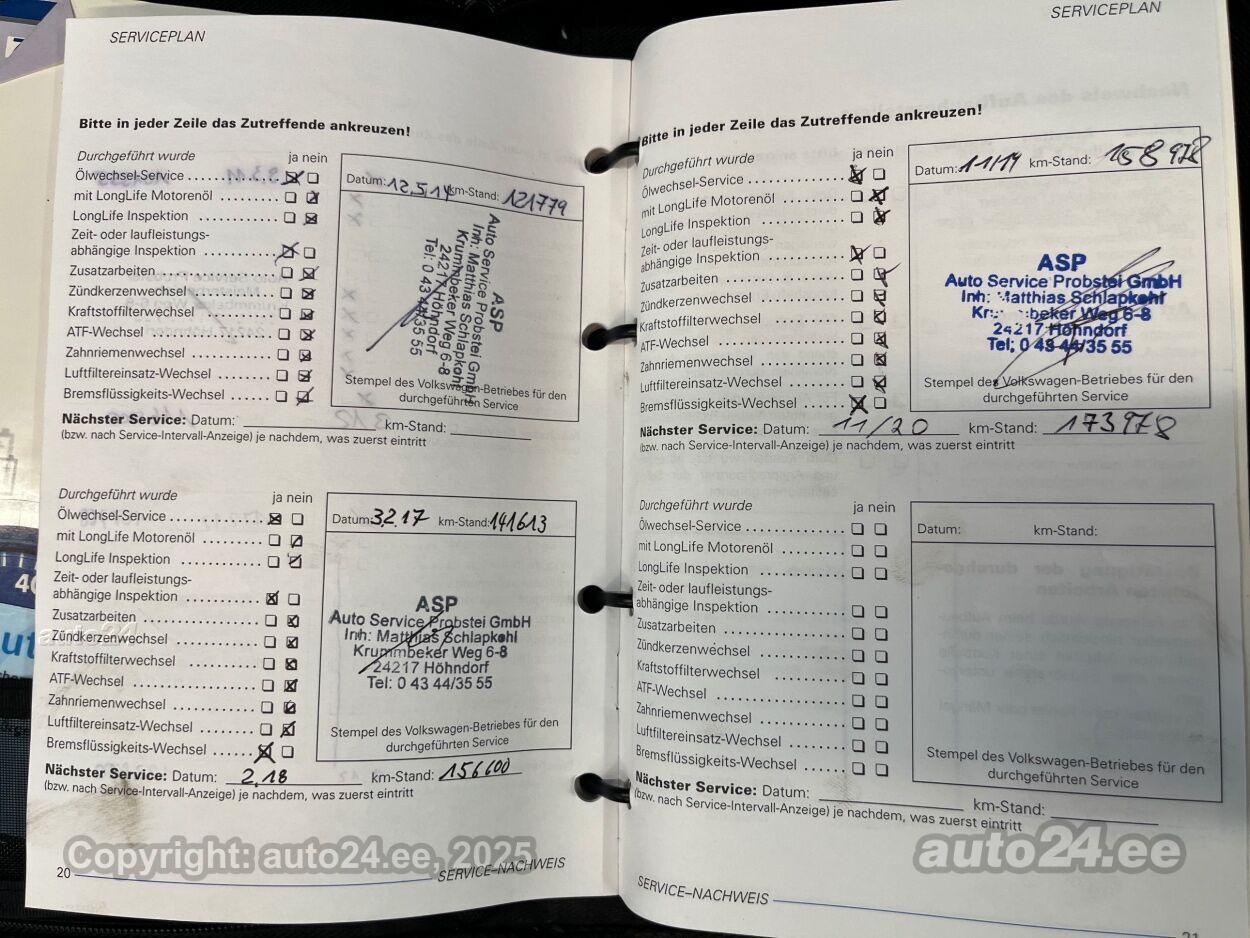 SERVICEPLAN
Bitte in jeder Zeile das Zutreffende ankreuzen!
Durchgeführt wurde ja nein
Ölwechsel-Service
mit LongLife Motorenöl
LongLife Inspektion
Zeit- oder laufleistungs-
abhängige Inspektion
Zusatzarbeiten
Zündkerzenwechsel
Kraftstoffilterwechsel
ATF-Wechsel
Zahnriemenwechsel
Luftfiltereinsatz-Wechsel
Bremsflüssigkeits-Wechsel
Datum: 12.5.14 km-Stand: 121779
ASP
Auto Service Probstei GmbH
Inh: Matthias Schlapkohl
Krummbeker Weg 6-8
24217 Höhndorf
Tel: 0 43 44/35 55
Stempel des Volkswagen-Betriebes für den
durchgeführten Service
Nächster Service: Datum: km-Stand:
(bzw. nach Service-Intervall-Anzeige) je nachdem, was zuerst eintritt
Durchgeführt wurde ja nein
Ölwechsel-Service
mit LongLife Motorenöl
LongLife Inspektion
Zeit- oder laufleistungs-
abhängige Inspektion
Zusatzarbeiten
Zündkerzenwechsel
Kraftstoffilterwechsel
ATF-Wechsel
Zahnriemenwechsel
Luftfiltereinsatz-Wechsel
Bremsflüssigkeits-Wechsel
Datum: 3.2.17 km-Stand: 141613
ASP
Auto Service Probstei GmbH
Inh: Matthias Schlapkohl
Krummbeker Weg 6-8
24217 Höhndorf
Tel: 0 43 44/35 55
Stempel des Volkswagen-Betriebes für den
durchgeführten Service
Nächster Service: Datum: 2.18 km-Stand: 156600
(bzw. nach Service-Intervall-Anzeige) je nachdem, was zuerst eintritt
20
SERVICE–NACHWEIS
SERVICEPLAN
Bitte in jeder Zeile das Zutreffende ankreuzen!
Durchgeführt wurde ja nein
Ölwechsel-Service
mit LongLife Motorenöl
LongLife Inspektion
Zeit- oder laufleistungs-
abhängige Inspektion
Zusatzarbeiten
Zündkerzenwechsel
Kraftstoffilterwechsel
ATF-Wechsel
Zahnriemenwechsel
Luftfiltereinsatz-Wechsel
Bremsflüssigkeits-Wechsel
Datum: 11/19 km-Stand: 158978
ASP
Auto Service Probstei GmbH
Inh: Matthias Schlapkohl
Weg 6-8
24217 Höhndorf
Tel: 0 43 44/35 55
Stempel des Volkswagen-Betriebes für den
durchgeführten Service
Nächster Service: Datum: 11/20 km-Stand: 173978
(bzw. nach Service-Intervall-Anzeige) je nachdem, was zuerst eintritt
Durchgeführt wurde ja nein
Ölwechsel-Service
mit LongLife Motorenöl
LongLife Inspektion
Zeit- oder laufleistungs-
abhängige Inspektion
Zusatzarbeiten
Zündkerzenwechsel
Kraftstoffilterwechsel
ATF-Wechsel
Zahnriemenwechsel
Luftfiltereinsatz-Wechsel
Bremsflüssigkeits-Wechsel
Datum: km-Stand:
Stempel des Volkswagen-Betriebes für den
durchgeführten Service
Nächster Service: Datum: km-Stand:
(bzw. nach Service-Intervall-Anzeige) je nachdem, was zuerst eintritt
SERVICE–NACHWEIS
21
auto24
Copyright: auto24.ee, 2025
auto24.ee